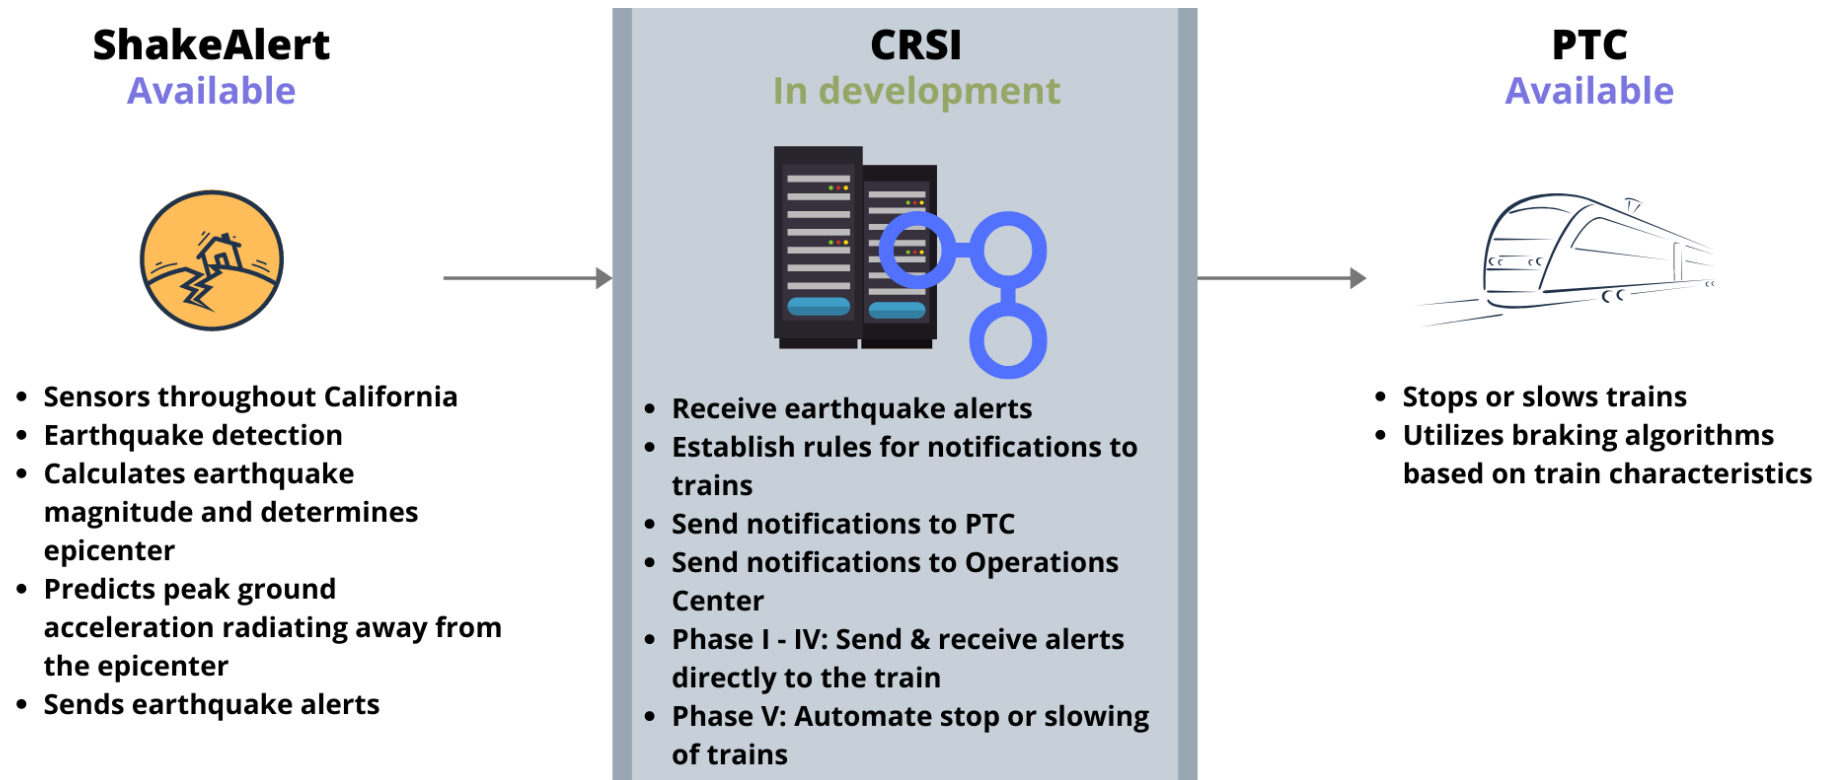 ShakeAlert
Available
• Sensors throughout California
• Earthquake detection
• Calculates earthquake
magnitude and determines
epicenter
• Predicts peak ground
acceleration radiating away from
the epicenter
• Sends earthquake alerts
CRSI
In development
• Receive earthquake alerts
• Establish rules for notifications to
trains
• Send notifications to PTC
• Send notifications to Operations
Center
• Phase I - IV: Send & receive alerts
directly to the train
• Phase V: Automate stop or slowing
of trains
PTC
Available
• Stops or slows trains
• Utilizes braking algorithms
based on train characteristics